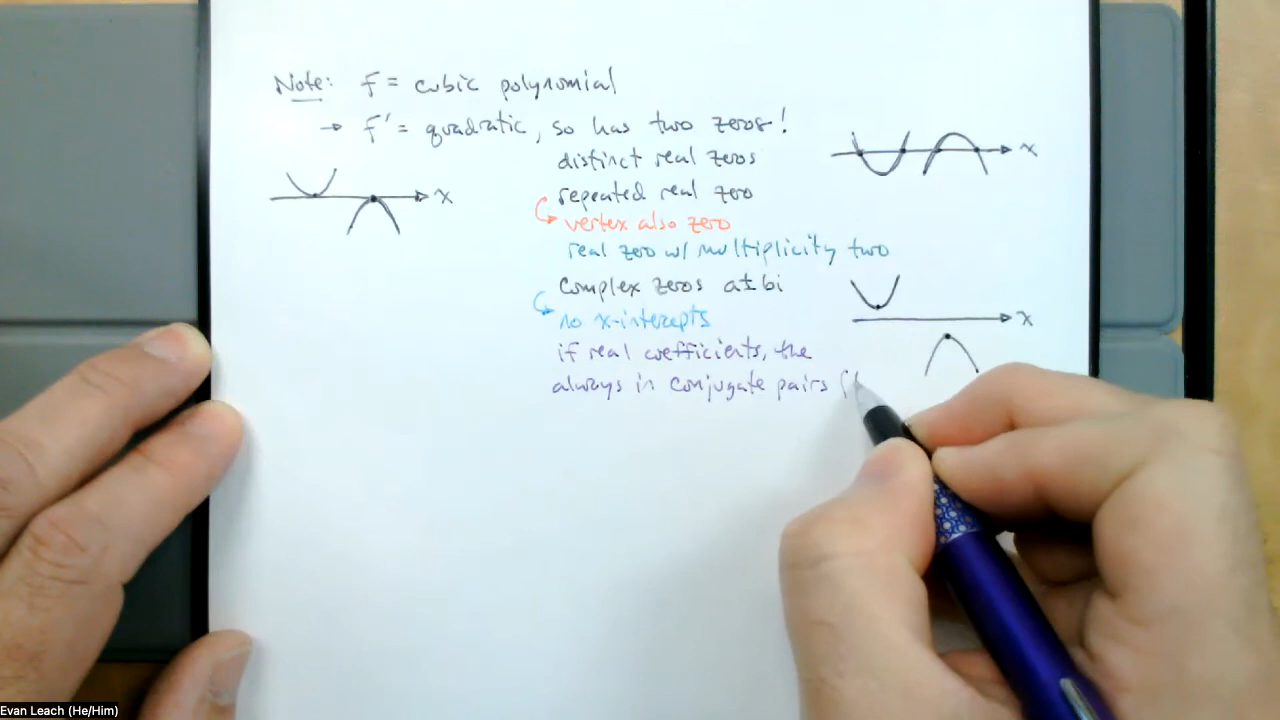 Note: f = cubic polynomial
→ f' = quadratic, so has two zeros!
distinct real zeros
x
repeated real zero
x
vertex also zero
real zero w/ multiplicity two
complex zeros a±bi
no x-intercepts
x
if real coefficients, the
always in conjugate pairs
Evan Leach (He/Him)